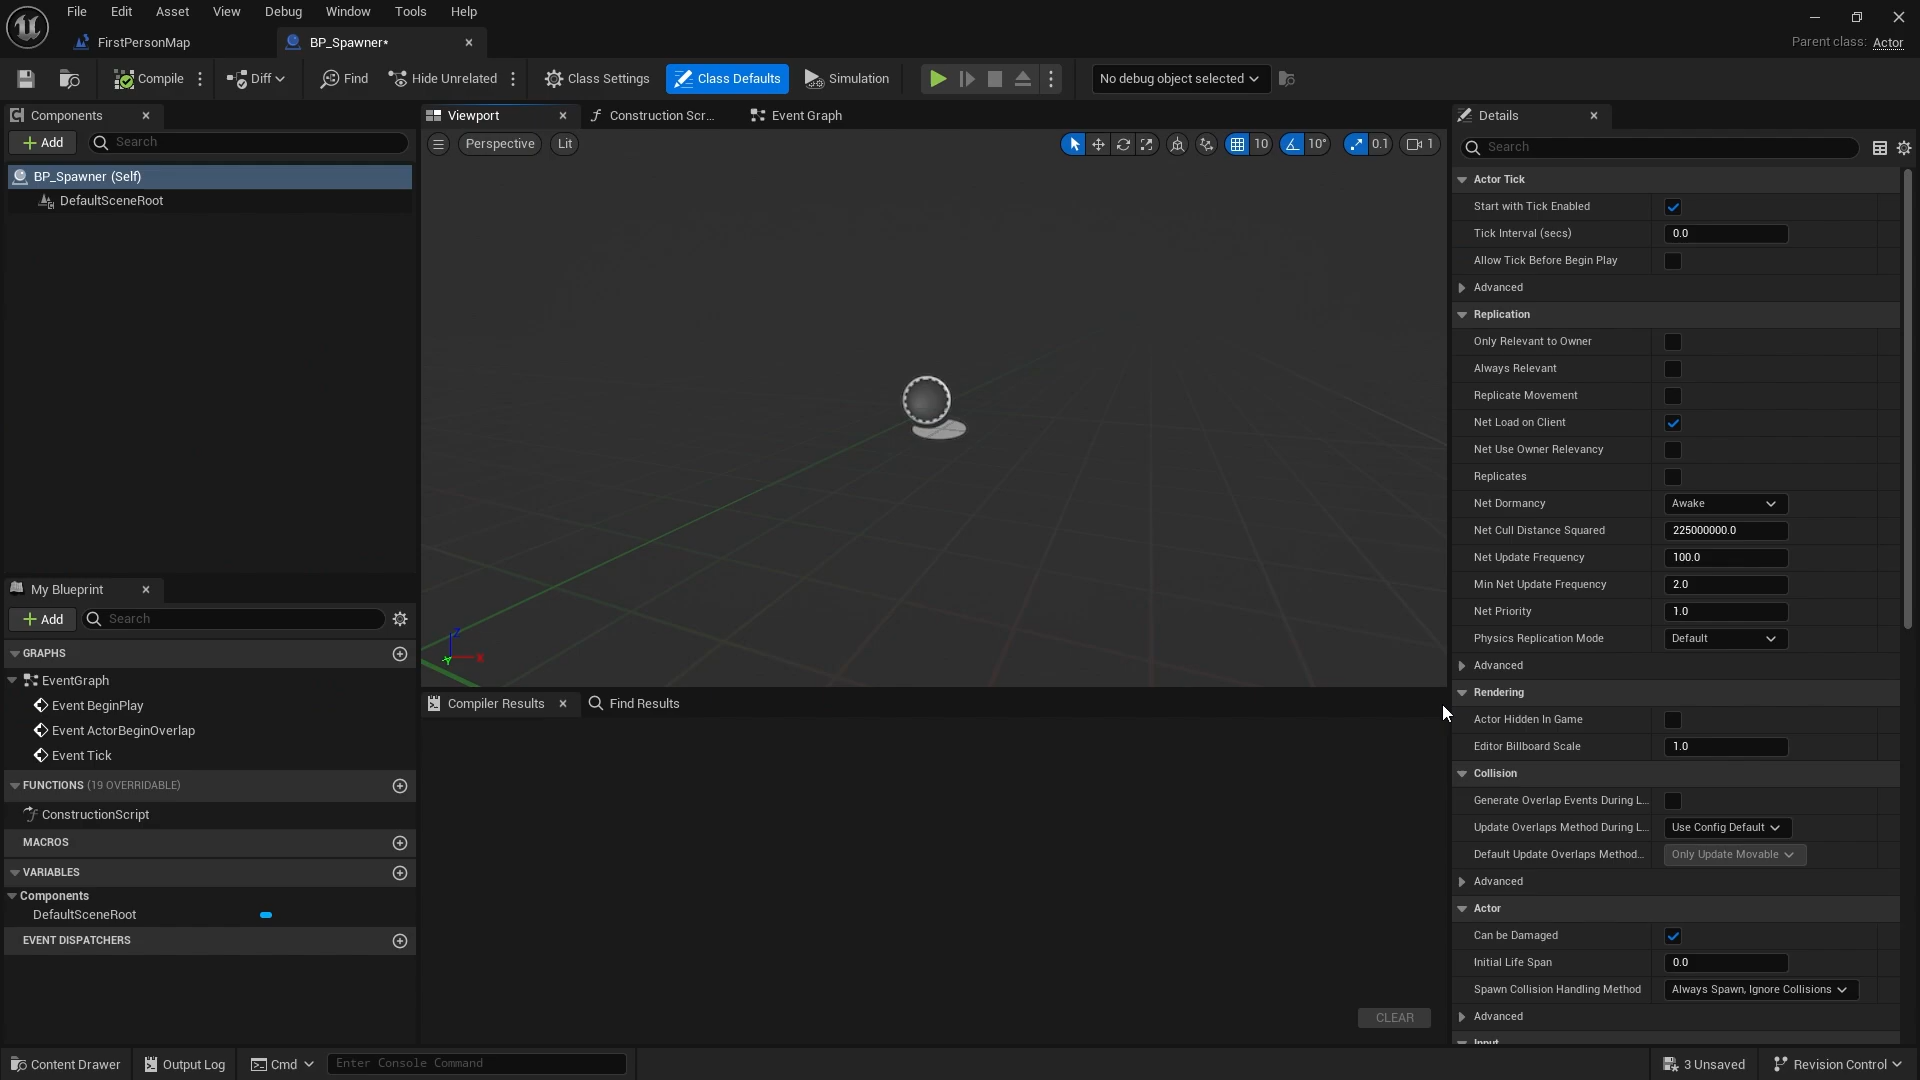 File Edit Asset View Debug Window Tools Help
FirstPersonMap
BP_Spawner*
Parent class: Actor
Compile
Diff
Find
Hide Unrelated
Class Settings
Class Defaults
Simulation
No debug object selected
Components
Add
Search
BP_Spawner (Self)
DefaultSceneRoot
My Blueprint
Add
Search
GRAPHS
EventGraph
Event BeginPlay
Event ActorBeginOverlap
Event Tick
FUNCTIONS (19 OVERRIDABLE)
ConstructionScript
MACROS
VARIABLES
Components
DefaultSceneRoot
EVENT DISPATCHERS
Viewport
Construction Scr...
Event Graph
Perspective
Lit
10
10°
0.1
1
Z
Y
X
Compiler Results
Find Results
CLEAR
Details
Search
Actor Tick
Start with Tick Enabled
Tick Interval (secs) 0.0
Allow Tick Before Begin Play
Advanced
Replication
Only Relevant to Owner
Always Relevant
Replicate Movement
Net Load on Client
Net Use Owner Relevancy
Replicates
Net Dormancy Awake
Net Cull Distance Squared 225000000.0
Net Update Frequency 100.0
Min Net Update Frequency 2.0
Net Priority 1.0
Physics Replication Mode Default
Advanced
Rendering
Actor Hidden In Game
Editor Billboard Scale 1.0
Collision
Generate Overlap Events During L...
Update Overlaps Method During L... Use Config Default
Default Update Overlaps Method... Only Update Movable
Advanced
Actor
Can be Damaged
Initial Life Span 0.0
Spawn Collision Handling Method Always Spawn, Ignore Collisions
Advanced
Input
Content Drawer
Output Log
Cmd
Enter Console Command
3 Unsaved
Revision Control